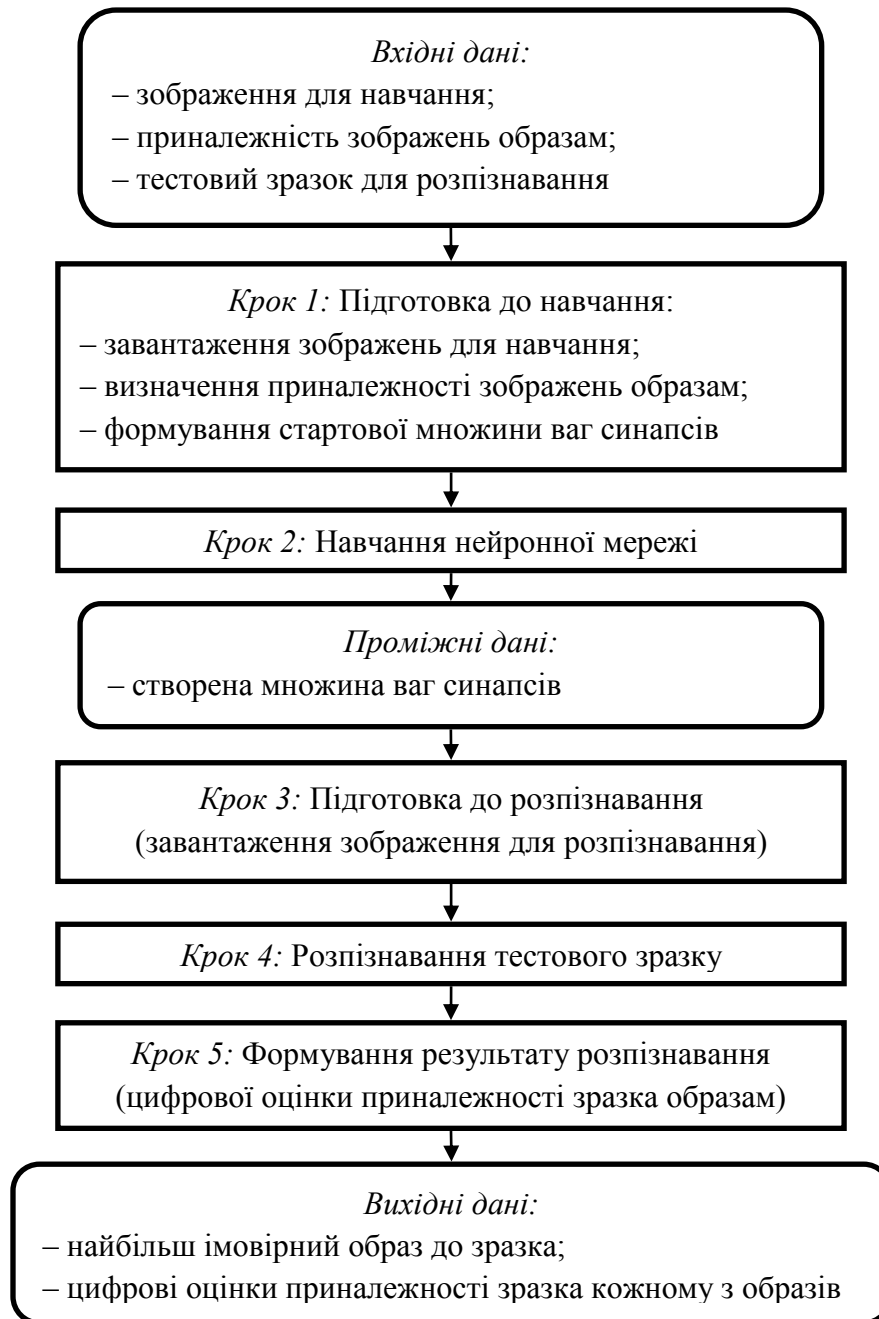 Вхідні дані:
– зображення для навчання;
– приналежність зображень образам;
– тестовий зразок для розпізнавання
Крок 1: Підготовка до навчання:
– завантаження зображень для навчання;
– визначення приналежності зображень образам;
– формування стартової множини ваг синапсів
Крок 2: Навчання нейронної мережі
Проміжні дані:
– створена множина ваг синапсів
Крок 3: Підготовка до розпізнавання
(завантаження зображення для розпізнавання)
Крок 4: Розпізнавання тестового зразку
Крок 5: Формування результату розпізнавання
(цифрової оцінки приналежності зразка образам)
Вихідні дані:
– найбільш імовірний образ до зразка;
– цифрові оцінки приналежності зразка кожному з образів